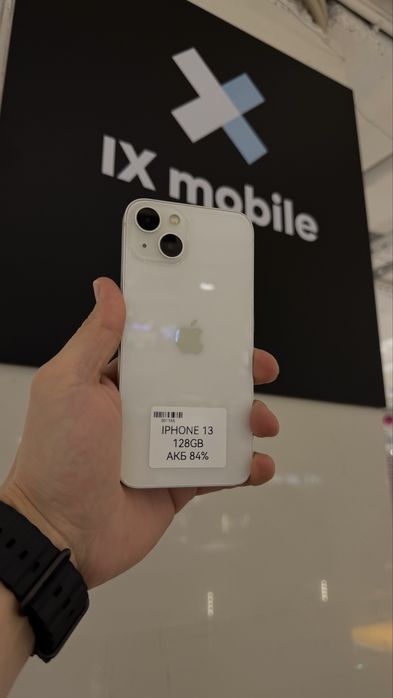 IX mobile
IPHONE 13
128GB
АКБ 84%